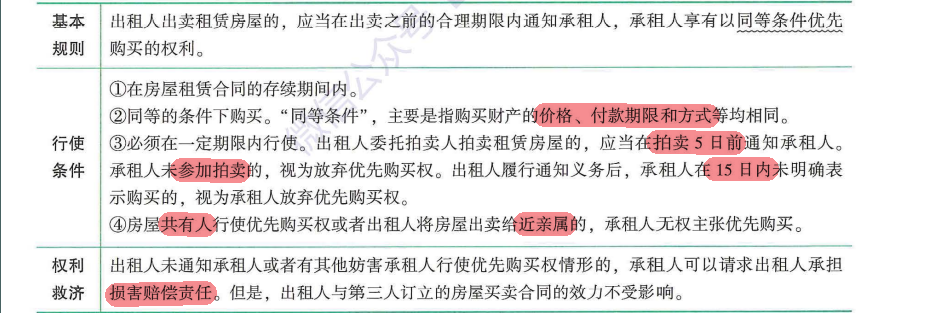 基本
规则
出租人出卖租赁房屋的，应当在出卖之前的合理期限内通知承租人，承租人享有以同等条件优先
购买的权利。
行使
条件
①在房屋租赁合同的存续期间内。
②同等的条件下购买。“同等条件”，主要是指购买财产的价格、付款期限和方式等均相同。
③必须在一定期限内行使。出租人委托拍卖人拍卖租赁房屋的，应当在拍卖 5 日前通知承租人。
承租人未参加拍卖的，视为放弃优先购买权。出租人履行通知义务后，承租人在 15 日内未明确表
示购买的，视为承租人放弃优先购买权。
④房屋共有人行使优先购买权或者出租人将房屋出卖给近亲属的，承租人无权主张优先购买。
权利
救济
出租人未通知承租人或者有其他妨害承租人行使优先购买权情形的，承租人可以请求出租人承担
损害赔偿责任。但是，出租人与第三人订立的房屋买卖合同的效力不受影响。
微信公众号